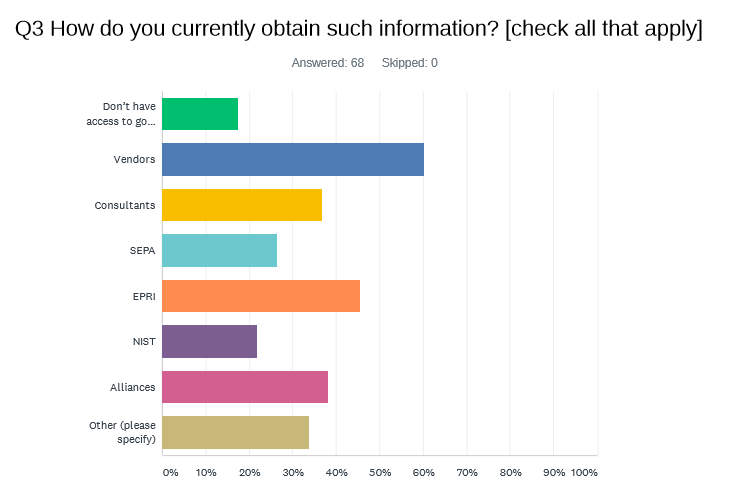 Q3 How do you currently obtain such information? [check all that apply]
Answered: 68 Skipped: 0
Don’t have
access to go...
Vendors
Consultants
SEPA
EPRI
NIST
Alliances
Other (please
specify)
0% 10% 20% 30% 40% 50% 60% 70% 80% 90% 100%